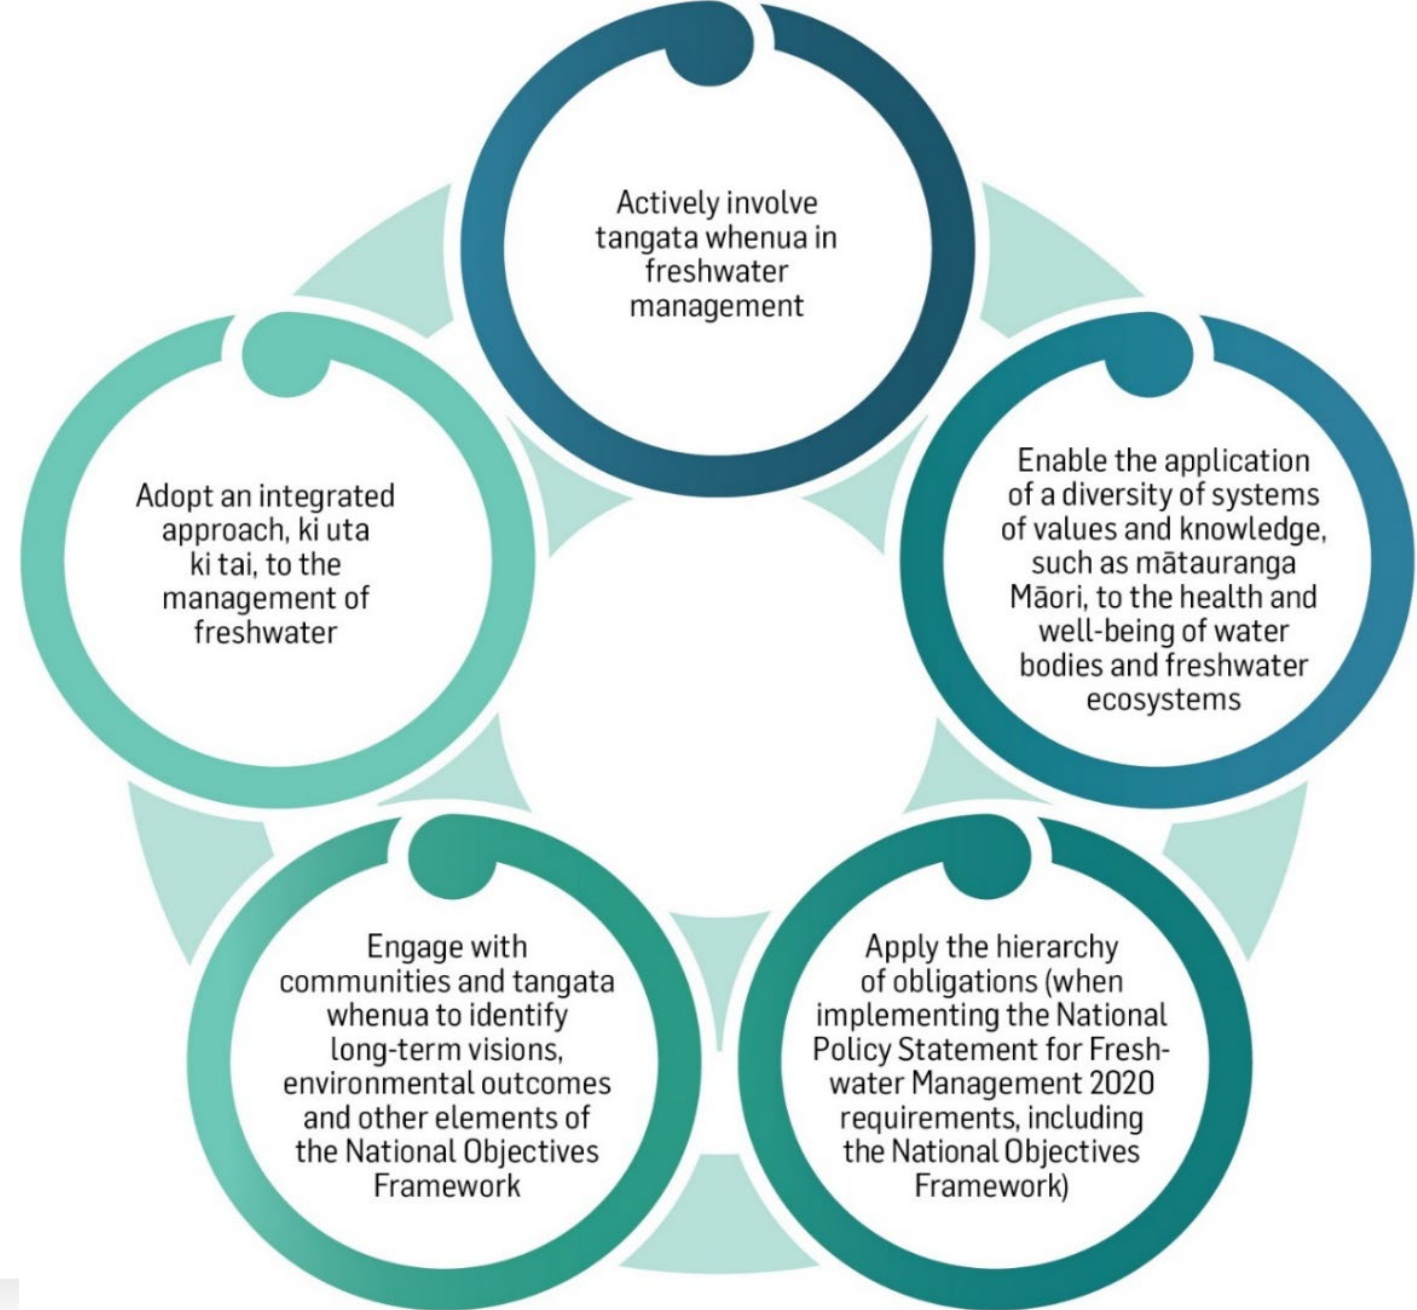 Actively involve
tangata whenua in
freshwater
management
Enable the application
of a diversity of systems
of values and knowledge,
such as mātauranga
Māori, to the health and
well-being of water
bodies and freshwater
ecosystems
Apply the hierarchy
of obligations (when
implementing the National
Policy Statement for Fresh-
water Management 2020
requirements, including
the National Objectives
Framework)
Engage with
communities and tangata
whenua to identify
long-term visions,
environmental outcomes
and other elements of
the National Objectives
Framework
Adopt an integrated
approach, ki uta
ki tai, to the
management of
freshwater